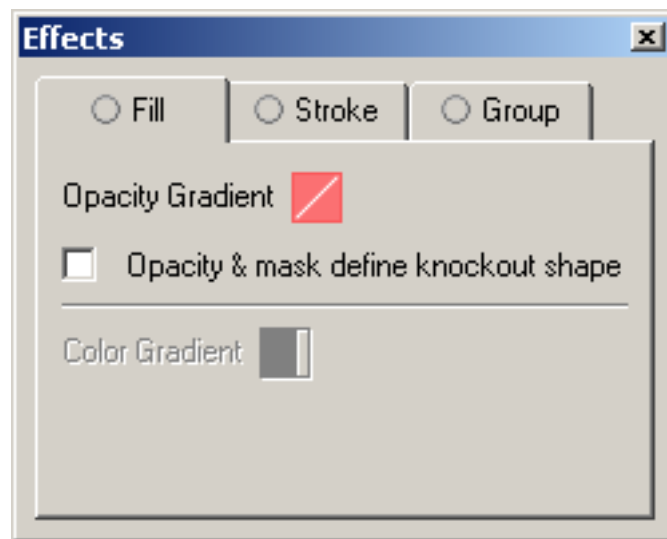 Effects
Fill Stroke Group
Opacity Gradient
Opacity & mask define knockout shape
Color Gradient